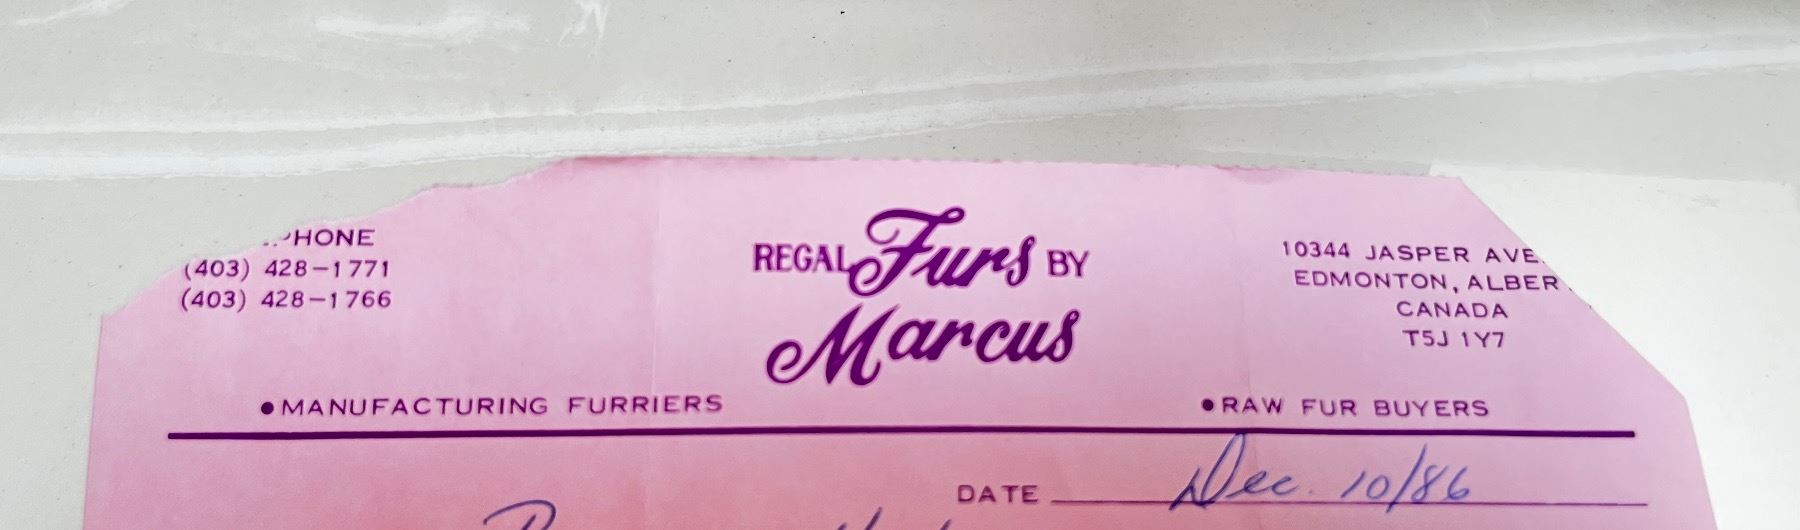 PHONE
(403) 428-1771
(403) 428-1766
REGAL Furs BY
Marcus
10344 JASPER AVE
EDMONTON, ALBER
CANADA
T5J 1Y7
•MANUFACTURING FURRIERS
•RAW FUR BUYERS
DATE Dec. 10/86